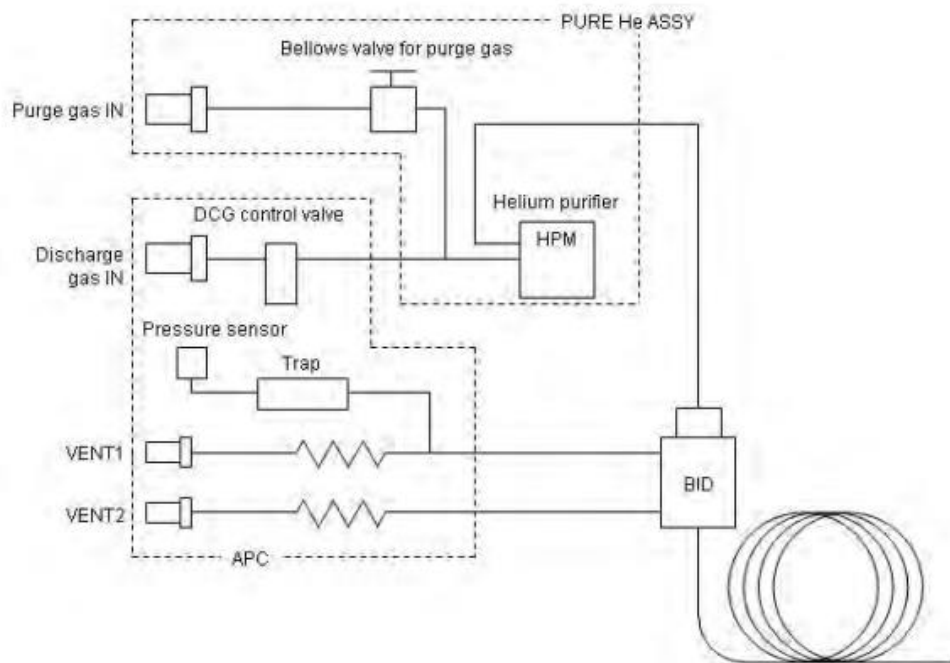 PURE He ASSY
Bellows valve for purge gas
Purge gas IN
Helium purifier
DCG control valve
HPM
Discharge
gas IN
Pressure sensor
Trap
VENT1
BID
VENT2
APC